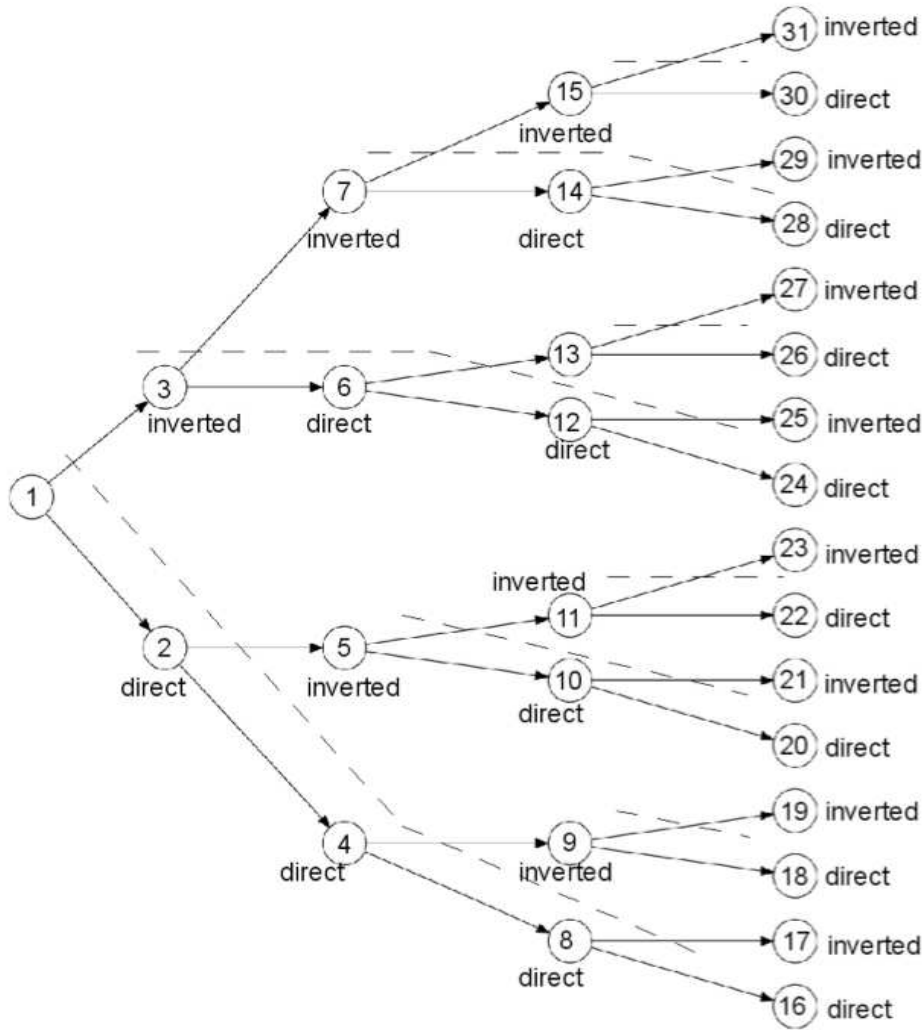 31 inverted
15
30 direct
inverted
29 inverted
7
14
28 direct
inverted
direct
27 inverted
13
26 direct
3
6
12
25 inverted
inverted
direct
direct
24 direct
1
23 inverted
inverted
11
22 direct
2
5
10
21 inverted
direct
inverted
direct
20 direct
19 inverted
4
9
direct
inverted
18 direct
8
17 inverted
direct
16 direct